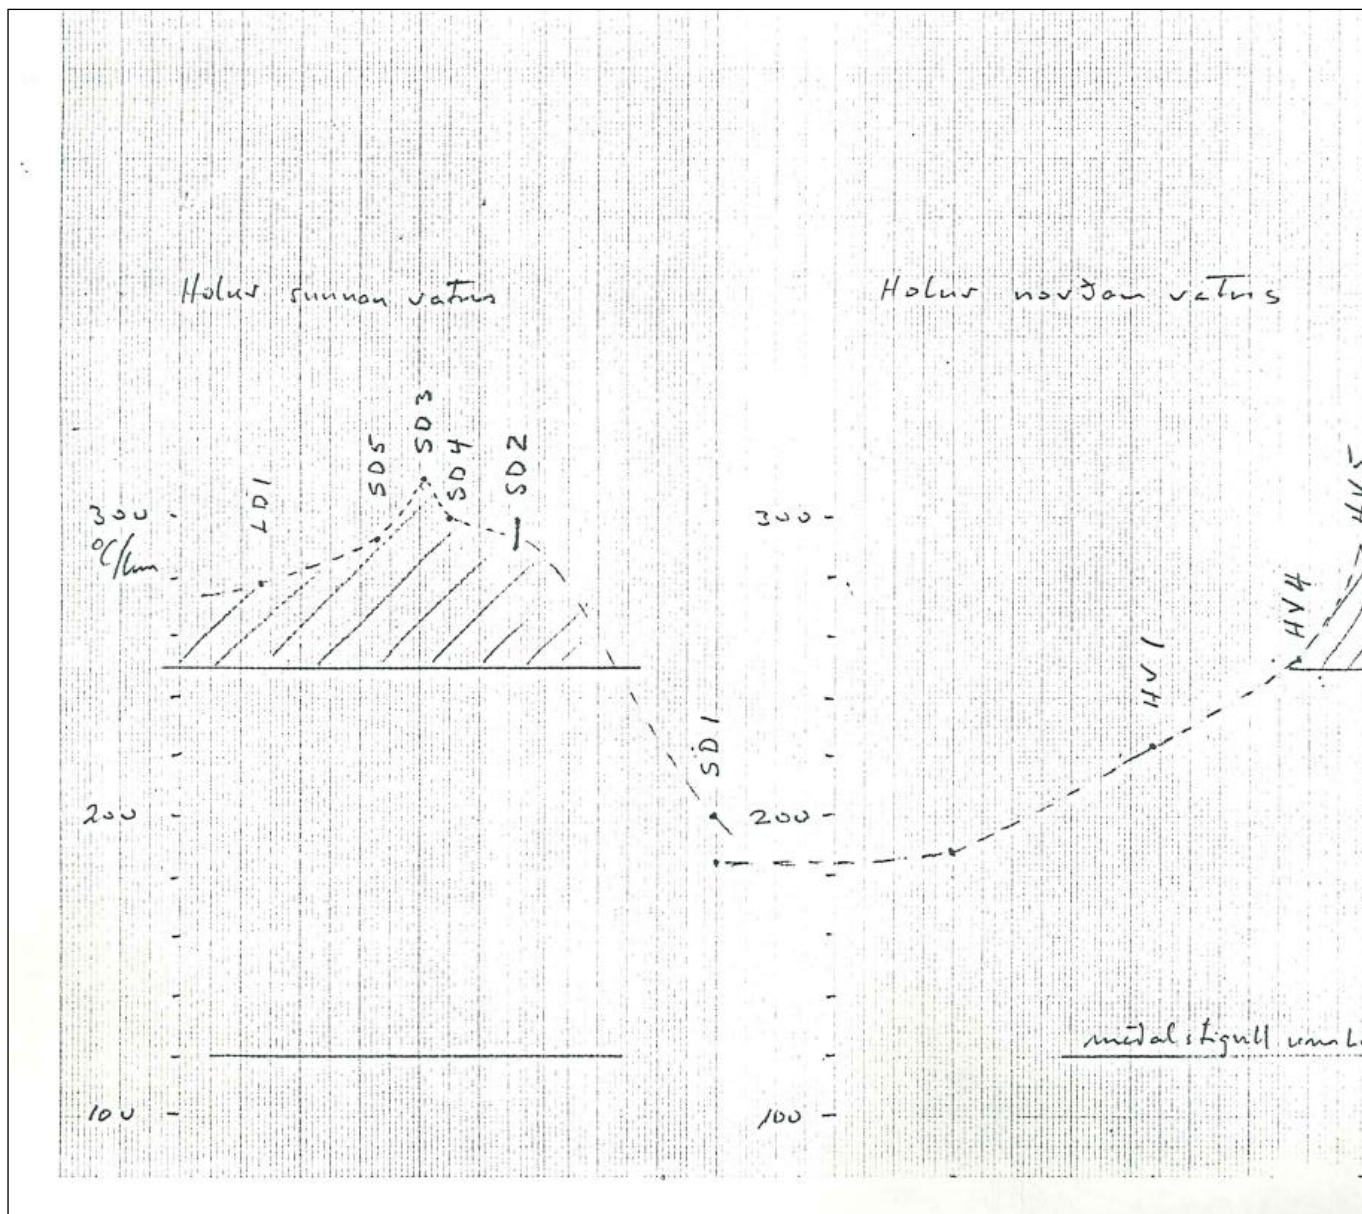 Holur sunnan vatns
Holur norðan vatns
LD1
SD5
SD3
SD4
SD2
SD1
HV1
HV4
HV5
300
°C/km
200
100
300
200
100
meðalstigull